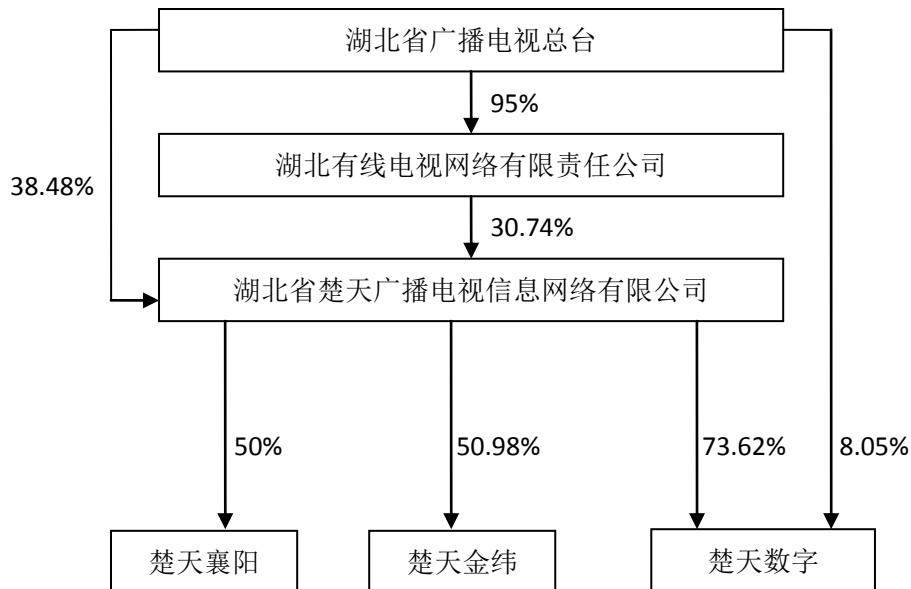 湖北省广播电视总台
95%
湖北有线电视网络有限责任公司
38.48%
30.74%
湖北省楚天广播电视信息网络有限公司
50%
50.98%
73.62%
8.05%
楚天襄阳
楚天金纬
楚天数字